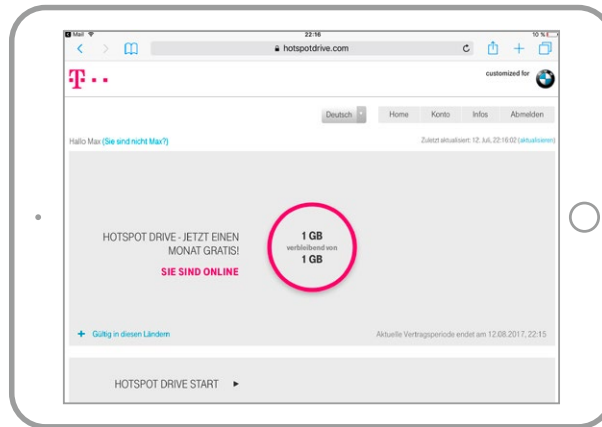 Mail 22:16 10 %
hotspotdrive.com
T
customized for
BMW
Deutsch Home Konto Infos Abmelden
Hallo Max (Sie sind nicht Max?) Zuletzt aktualisiert: 12. Juli, 22:16:02 (aktualisieren)
HOTSPOT DRIVE - JETZT EINEN
MONAT GRATIS!
SIE SIND ONLINE
1 GB
verbleibend von
1 GB
+ Gültig in diesen Ländern Aktuelle Vertragsperiode endet am 12.08.2017, 22:15
HOTSPOT DRIVE START